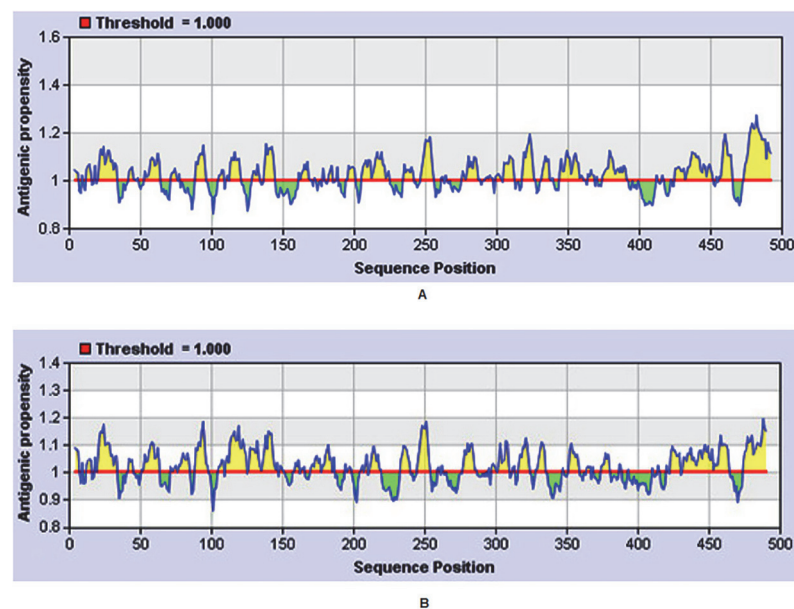 Threshold = 1.000
Antigenic propensity
1.6
1.4
1.2
1
0.8
0 50 100 150 200 250 300 350 400 450 500
Sequence Position
A
Threshold = 1.000
Antigenic propensity
1.4
1.3
1.2
1.1
1
0.9
0.8
0 50 100 150 200 250 300 350 400 450 500
Sequence Position
B